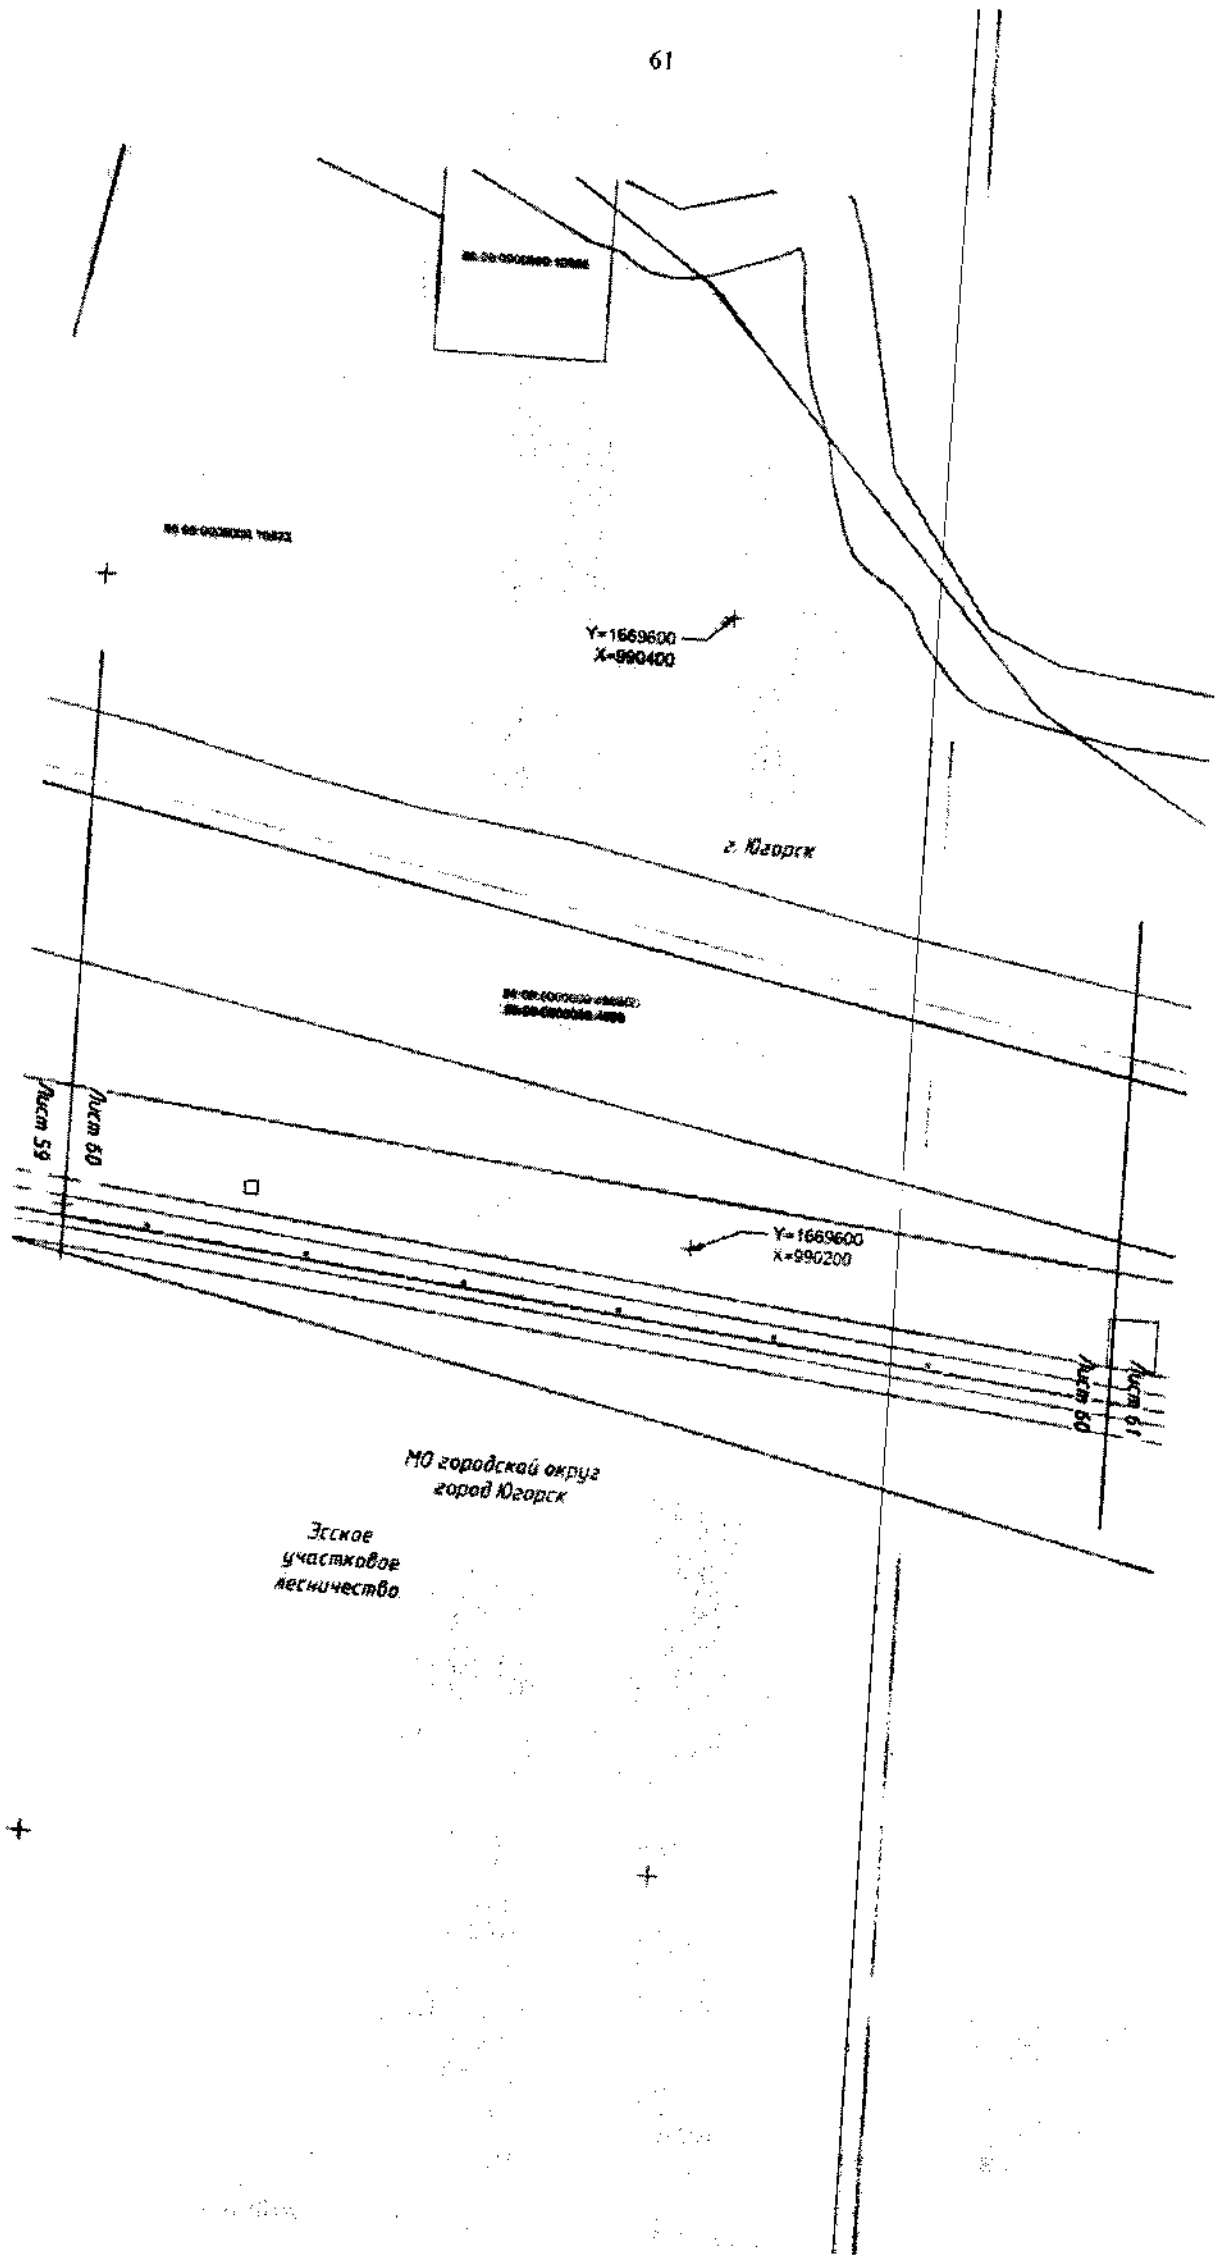 61
Y=1669600
X=990400
г. Югорск
Лист 59
Лист 60
Y=1669600
X=990200
Лист 60
Лист 61
МО городской округ
город Югорск
Эсское
участковое
лесничество